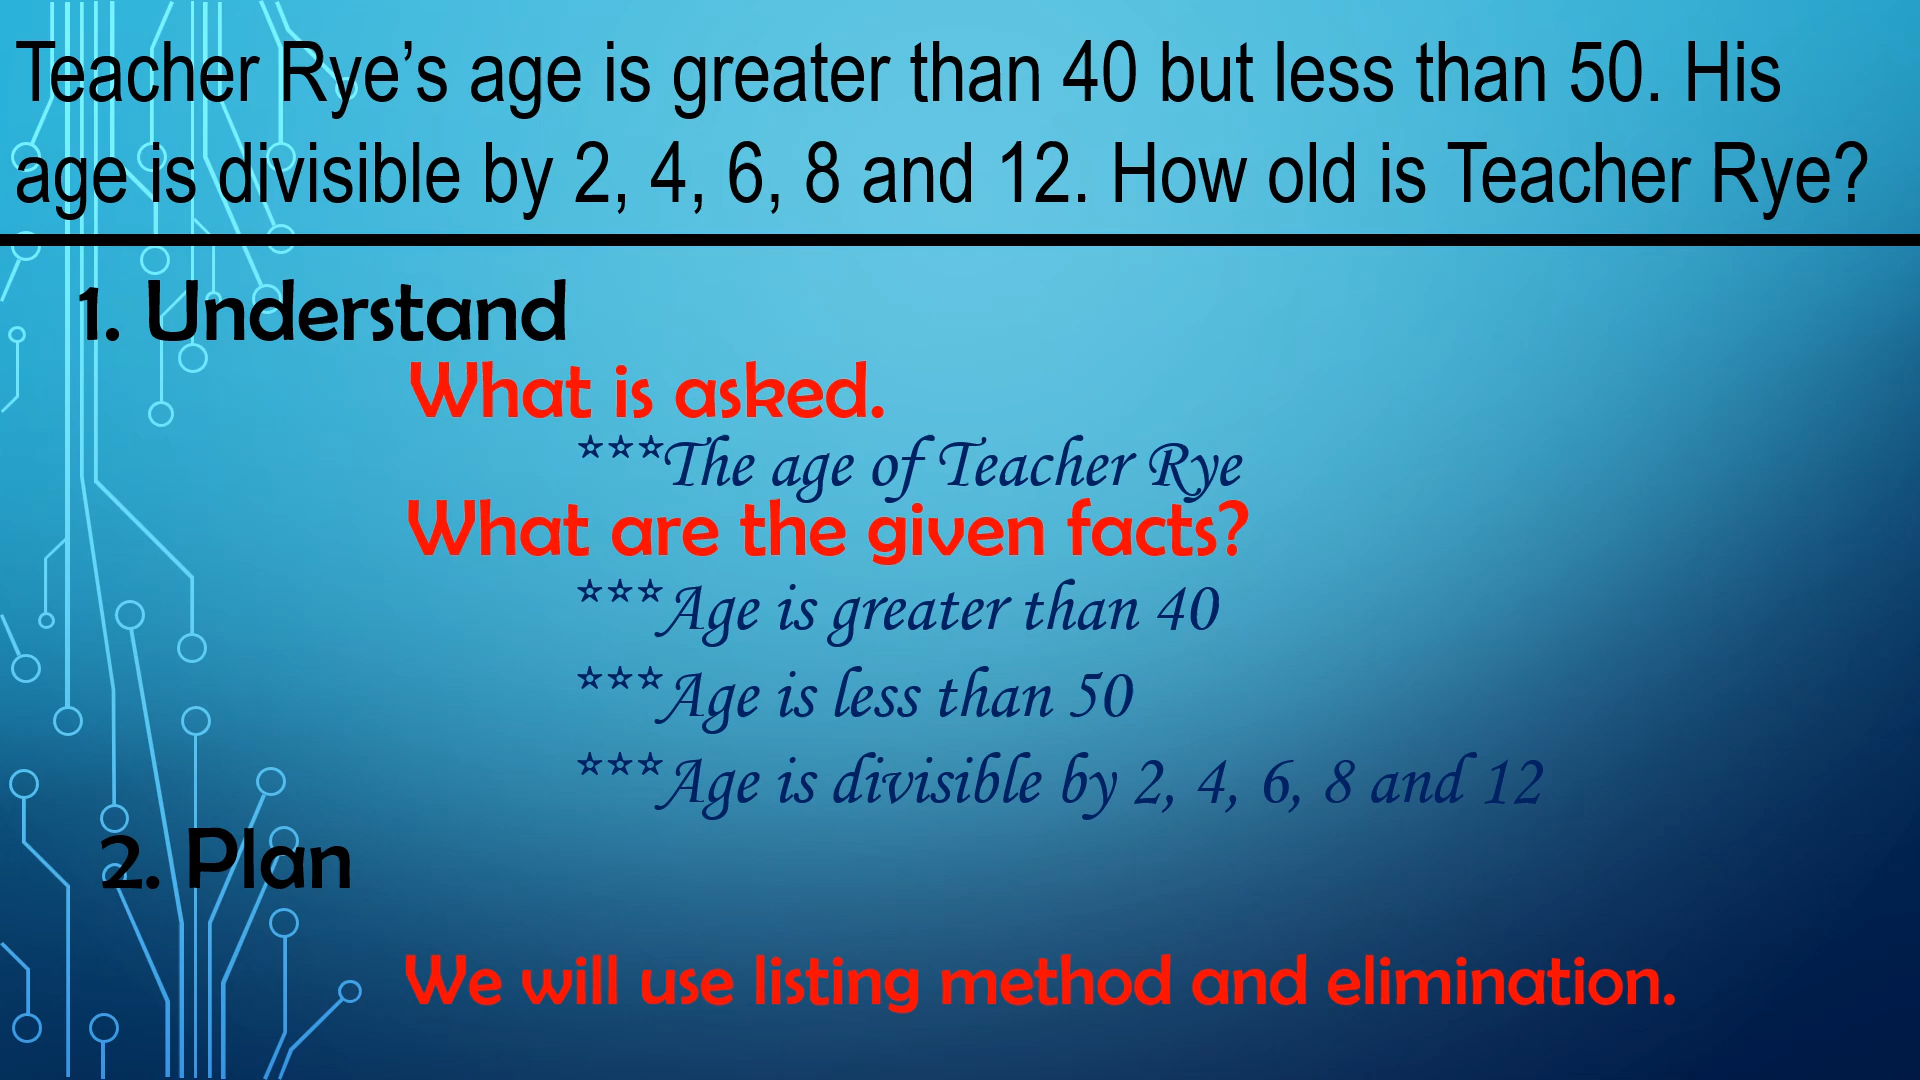 Teacher Rye’s age is greater than 40 but less than 50. His
age is divisible by 2, 4, 6, 8 and 12. How old is Teacher Rye?
1. Understand
What is asked.
***The age of Teacher Rye
What are the given facts?
***Age is greater than 40
***Age is less than 50
***Age is divisible by 2, 4, 6, 8 and 12
2. Plan
We will use listing method and elimination.